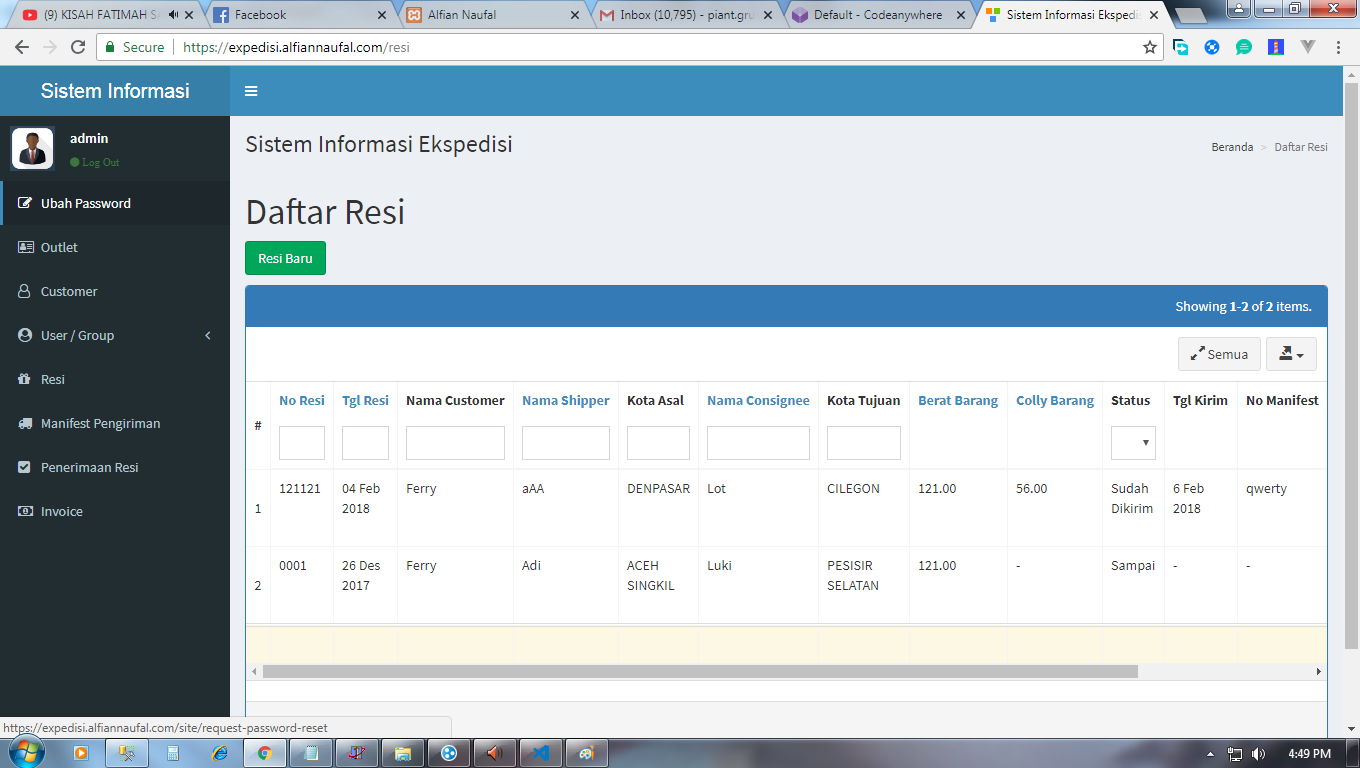 (9) KISAH FATIMAH SA
Facebook
Alfian Naufal
Inbox (10,795) - piant.gru
Default - Codeanywhere
Sistem Informasi Ekspedis
Secure
https://expedisi.alfiannaufal.com/resi
Sistem Informasi
admin
Log Out
Ubah Password
Outlet
Customer
User / Group
Resi
Manifest Pengiriman
Penerimaan Resi
Invoice
Sistem Informasi Ekspedisi
Beranda > Daftar Resi
Daftar Resi
Resi Baru
Showing 1-2 of 2 items.
Semua
# No Resi Tgl Resi Nama Customer Nama Shipper Kota Asal Nama Consignee Kota Tujuan Berat Barang Colly Barang Status Tgl Kirim No Manifest
1 121121 04 Feb 2018 Ferry aAA DENPASAR Lot CILEGON 121.00 56.00 Sudah Dikirim 6 Feb 2018 qwerty
2 0001 26 Des 2017 Ferry Adi ACEH SINGKIL Luki PESISIR SELATAN 121.00 - Sampai - -
https://expedisi.alfiannaufal.com/site/request-password-reset
4:49 PM